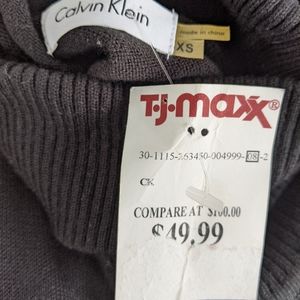 Calvin Klein
made in china
XS
T•J•maxx®
30-1115-263450-004999-08-2
CK
COMPARE AT $100.00
$49.99